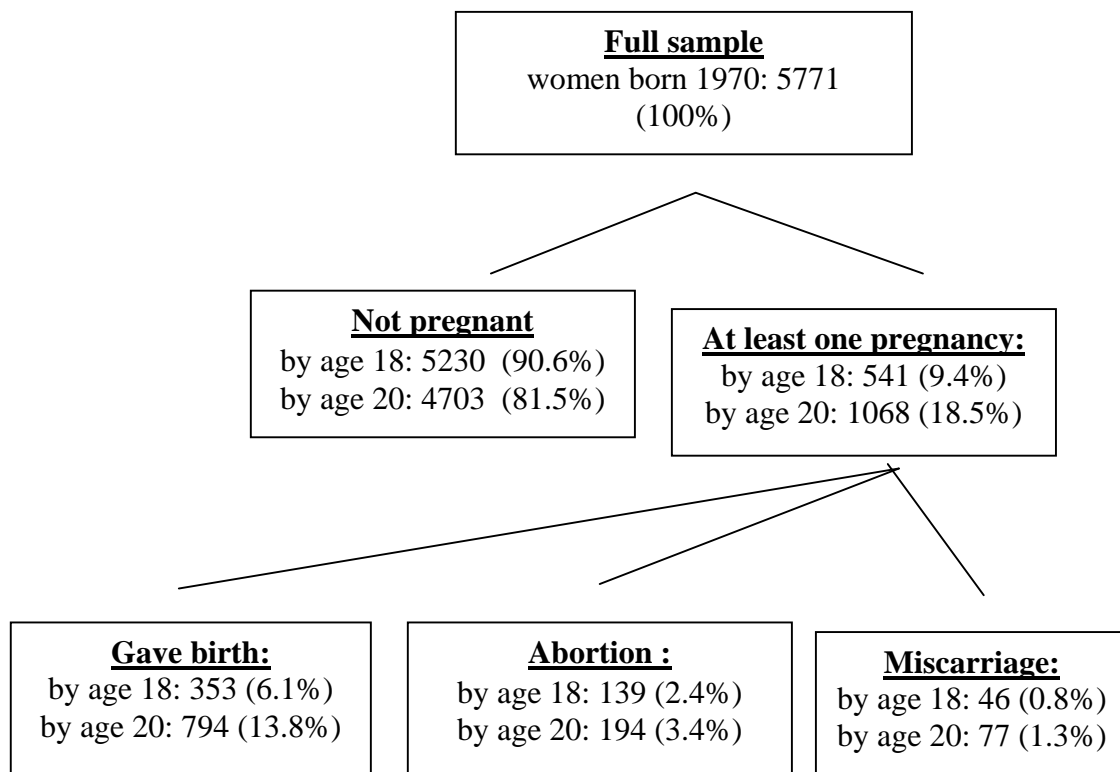 Full sample
women born 1970: 5771
(100%)
Not pregnant
by age 18: 5230 (90.6%)
by age 20: 4703 (81.5%)
At least one pregnancy:
by age 18: 541 (9.4%)
by age 20: 1068 (18.5%)
Gave birth:
by age 18: 353 (6.1%)
by age 20: 794 (13.8%)
Abortion :
by age 18: 139 (2.4%)
by age 20: 194 (3.4%)
Miscarriage:
by age 18: 46 (0.8%)
by age 20: 77 (1.3%)